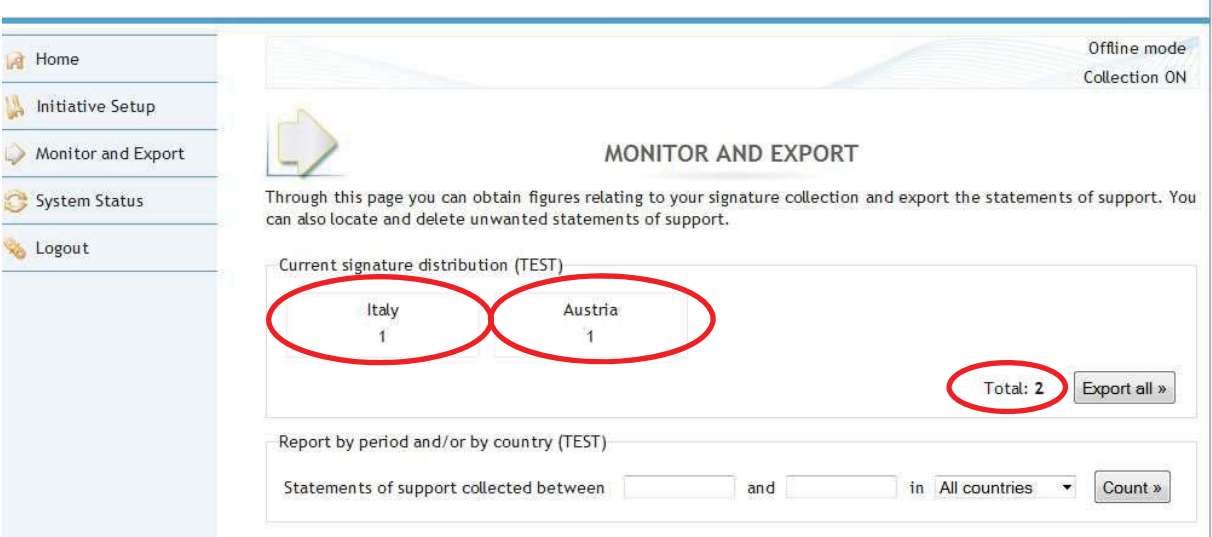 Offline mode
Collection ON
Home
Initiative Setup
Monitor and Export
System Status
Logout
MONITOR AND EXPORT
Through this page you can obtain figures relating to your signature collection and export the statements of support. You
can also locate and delete unwanted statements of support.
Current signature distribution (TEST)
Italy
1
Austria
1
Total: 2
Export all »
Report by period and/or by country (TEST)
Statements of support collected between and in All countries Count »